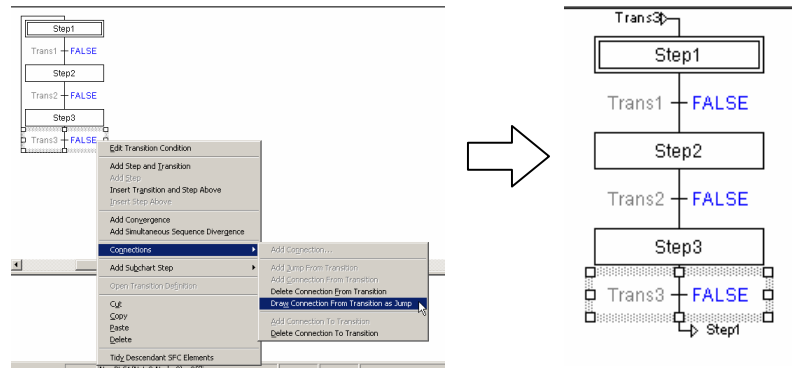 Step1
Trans1 FALSE
Step2
Trans2 FALSE
Step3
Trans3 FALSE
Edit Transition Condition
Add Step and Transition
Add Step
Insert Transition and Step Above
Insert Step Above
Add Convergence
Add Simultaneous Sequence Divergence
Connections
Add Subchart Step
Open Transition Definition
Cut
Copy
Paste
Delete
Tidy Descendant SFC Elements
Add Connection...
Add Jump From Transition
Add Connection From Transition
Delete Connection From Transition
Draw Connection From Transition as Jump
Add Connection To Transition
Delete Connection To Transition
Trans3
Step1
Trans1 FALSE
Step2
Trans2 FALSE
Step3
Trans3 FALSE
Step1